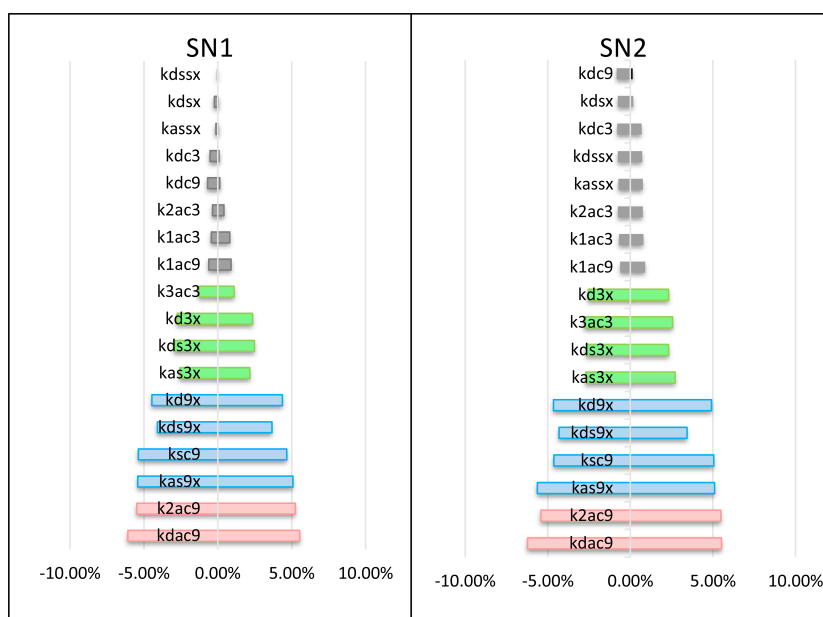 SN1
kdssx
kdsx
kassx
kdc3
kdc9
k2ac3
k1ac3
k1ac9
k3ac3
kd3x
kds3x
kas3x
kd9x
kds9x
ksc9
kas9x
k2ac9
kdac9
-10.00% -5.00% 0.00% 5.00% 10.00%
SN2
kdc9
kdsx
kdc3
kdssx
kassx
k2ac3
k1ac3
k1ac9
kd3x
k3ac3
kds3x
kas3x
kd9x
kds9x
ksc9
kas9x
k2ac9
kdac9
-10.00% -5.00% 0.00% 5.00% 10.00%